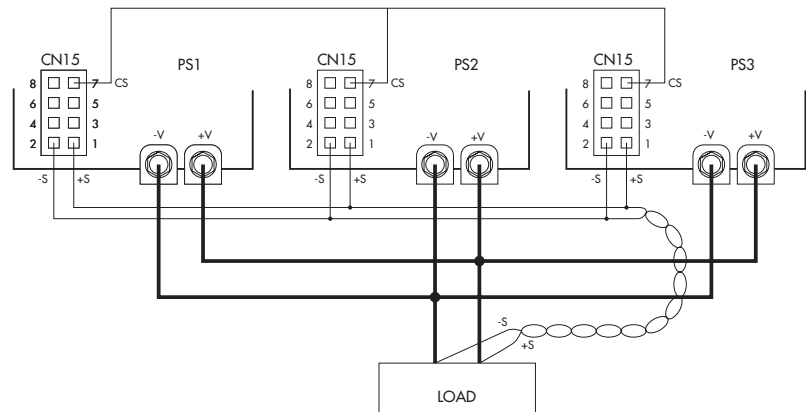 CN15 PS1 CN15 PS2 CN15 PS3
8 7 CS 8 7 CS 8 7 CS
6 5 6 5 6 5
4 3 -V +V 4 3 -V +V 4 3 -V +V
2 1 2 1 2 1
-S +S -S +S -S +S
-S
+S
LOAD